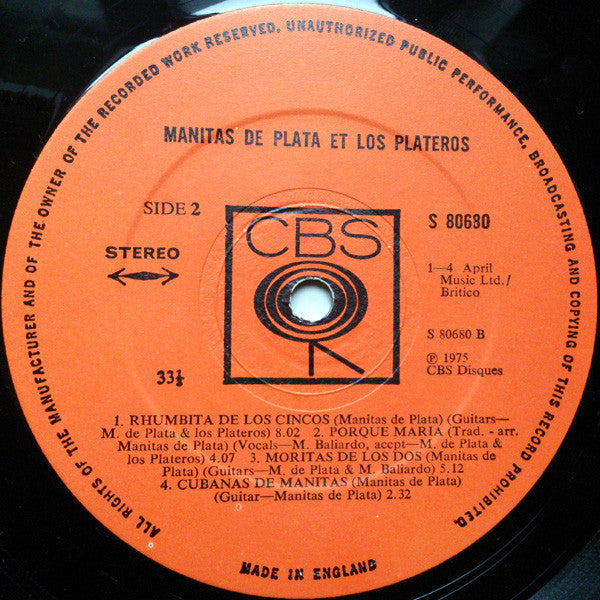 ALL RIGHTS OF THE MANUFACTURER AND OF THE OWNER OF THE RECORDED WORK RESERVED. UNAUTHORIZED PUBLIC PERFORMANCE, BROADCASTING AND COPYING OF THIS RECORD PROHIBITED.
MANITAS DE PLATA ET LOS PLATEROS
SIDE 2
CBS
S 80680
STEREO
1—4 April
Music Ltd./
Britico
S 80680 B
33⅓
℗ 1975
CBS Disques
1. RHUMBITA DE LOS CINCOS (Manitas de Plata) (Guitars—
M. de Plata & los Plateros) 8.02 2. PORQUE MARIA (Trad. - arr.
Manitas de Plata) (Vocals—M. Baliardo, acept—M. de Plata &
los Plateros) 4.07 3. MORITAS DE LOS DOS (Manitas de
Plata) (Guitars—M. de Plata & M. Baliardo) 5.12
4. CUBANAS DE MANITAS (Manitas de Plata)
(Guitar—Manitas de Plata) 2.32
MADE IN ENGLAND